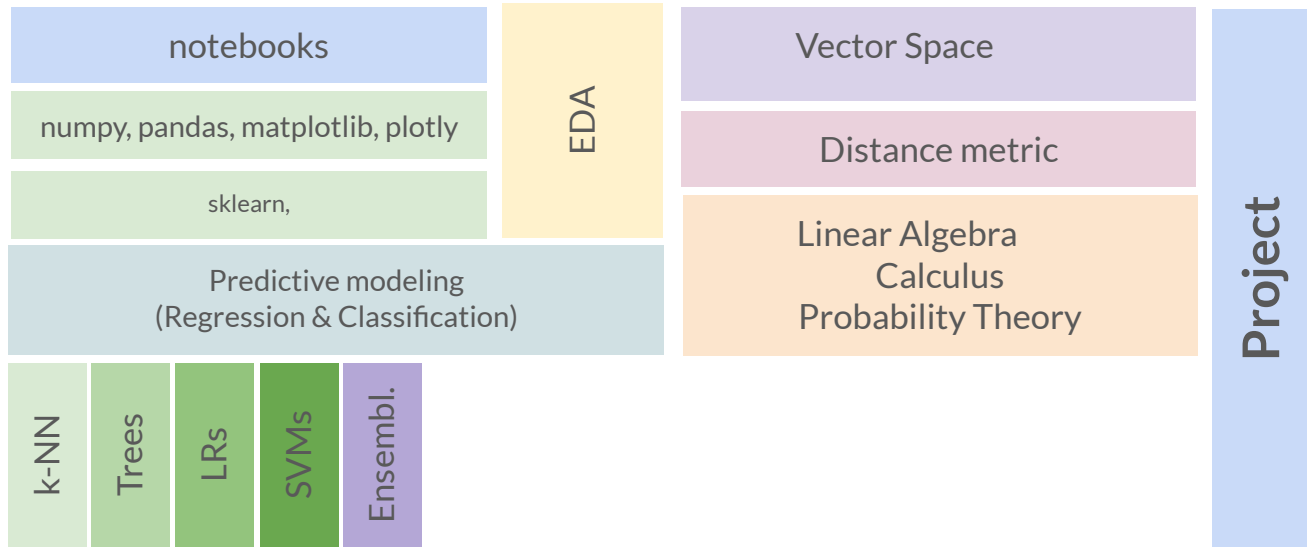 notebooks
numpy, pandas, matplotlib, plotly
sklearn,
EDA
Predictive modeling
(Regression & Classification)
k-NN
Trees
LRs
SVMs
Ensembl.
Vector Space
Distance metric
Linear Algebra
Calculus
Probability Theory
Project